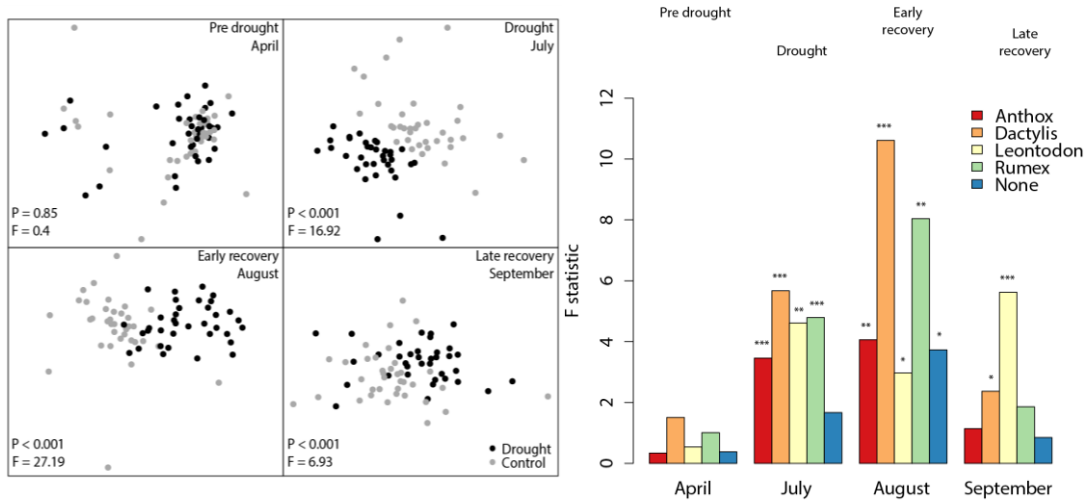 Pre drought
April
P = 0.85
F = 0.4
Drought
July
P < 0.001
F = 16.92
Early recovery
August
P < 0.001
F = 27.19
Late recovery
September
P < 0.001
F = 6.93
Drought
Control
Pre drought
Drought
Early
recovery
Late
recovery
F statistic
12
10
8
6
4
2
0
Anthox
Dactylis
Leontodon
Rumex
None
***
***
**
***
**
***
*
**
*
*
***
April
July
August
September